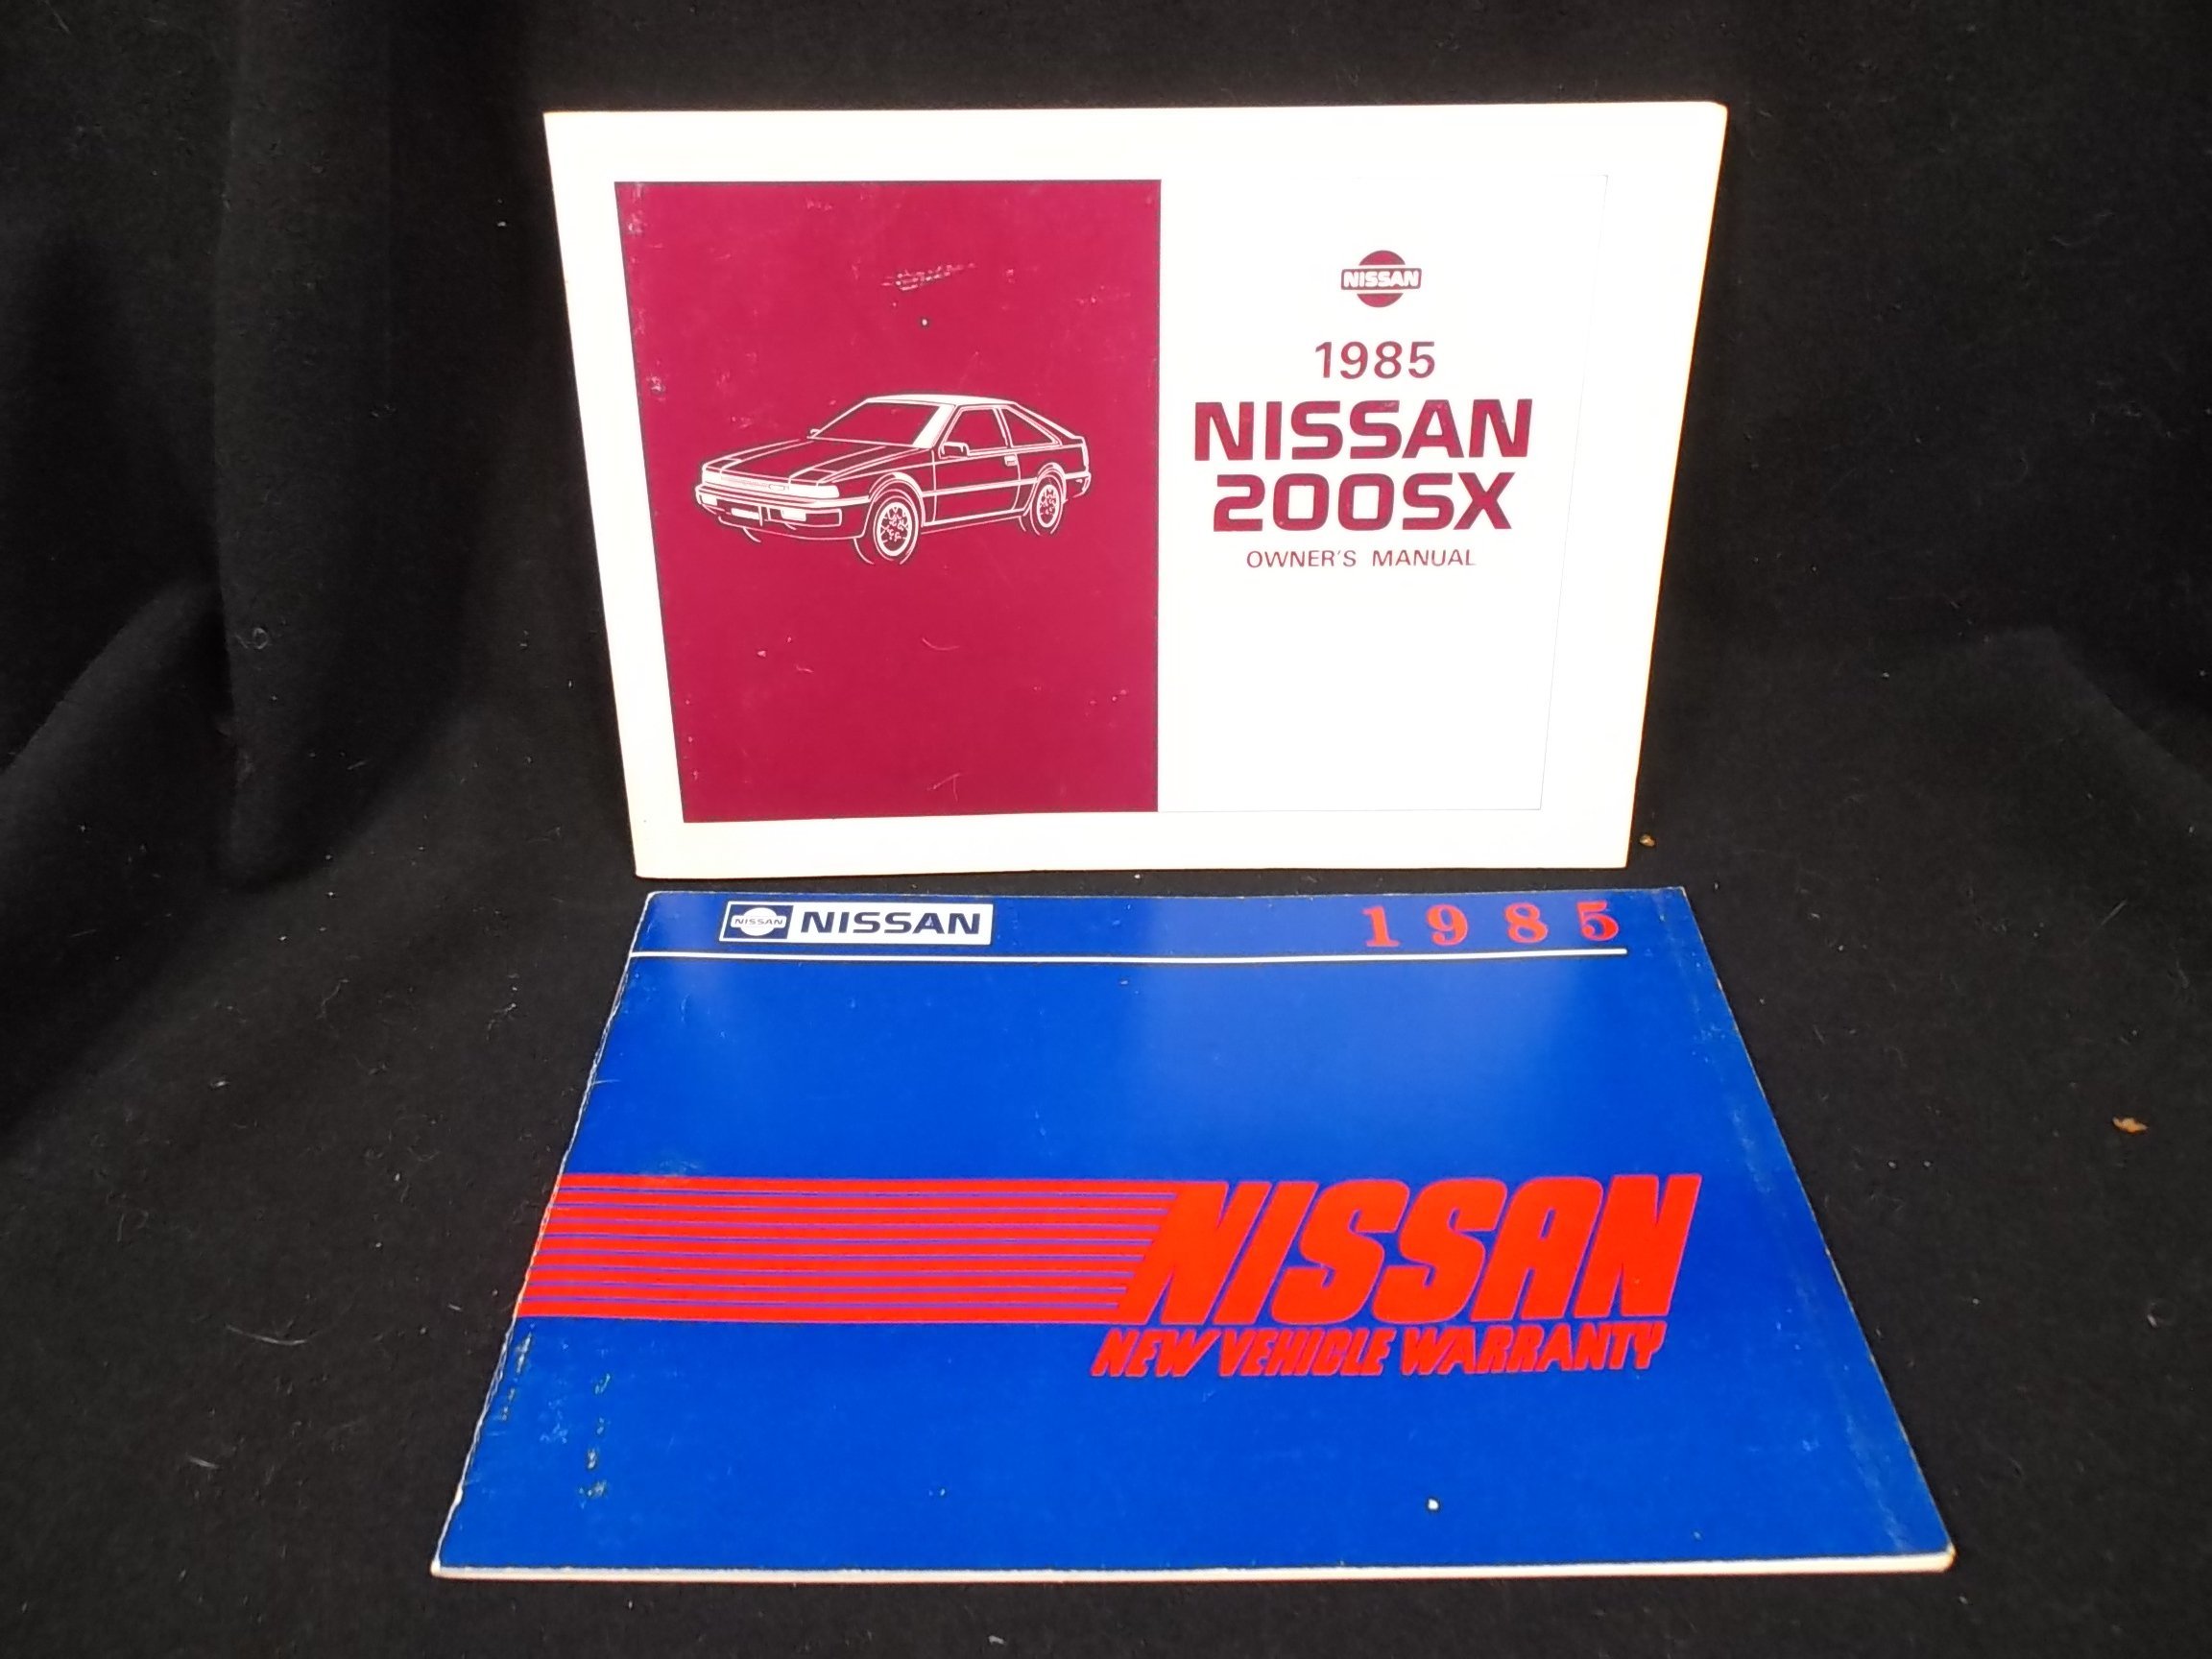 NISSAN
1985
NISSAN
200SX
OWNER'S MANUAL
NISSAN NISSAN 1985
NISSAN
NEW VEHICLE WARRANTY